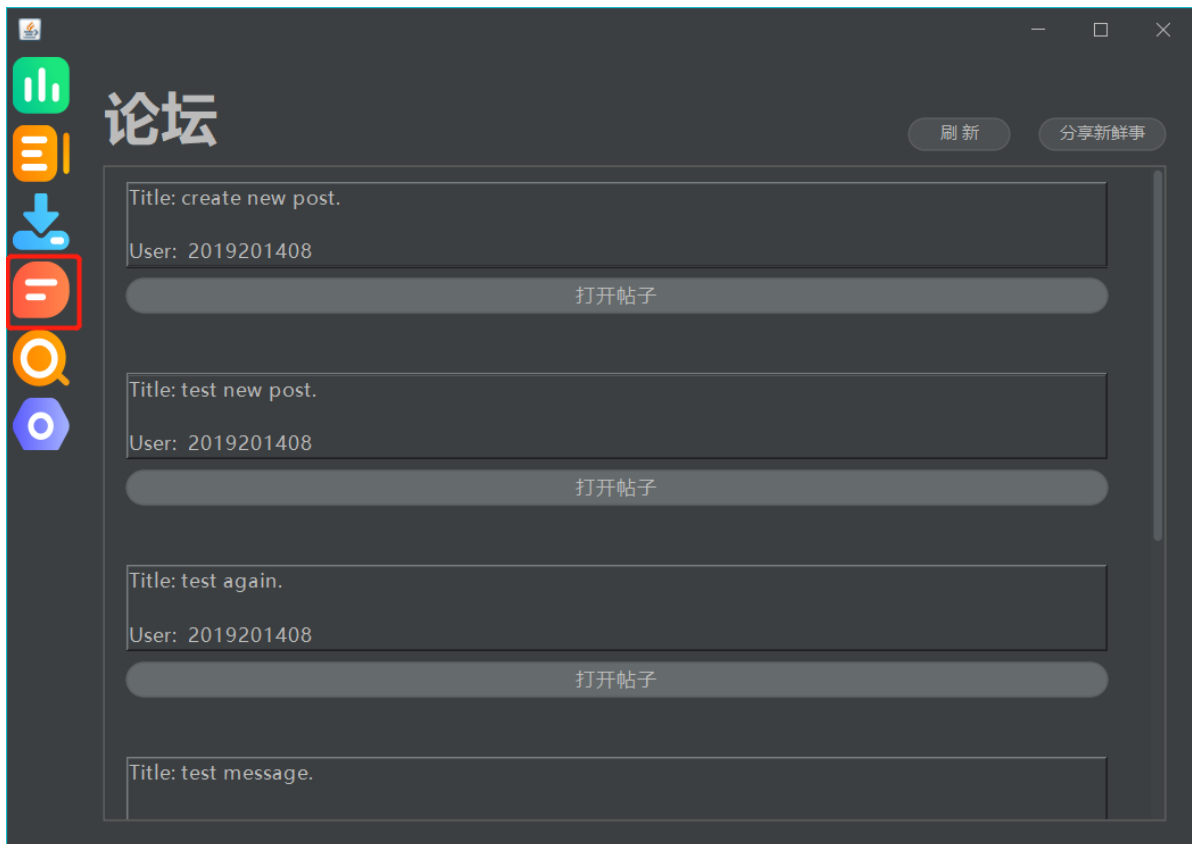 论坛
刷 新
分享新鲜事
Title: create new post.
User: 2019201408
打开帖子
Title: test new post.
User: 2019201408
打开帖子
Title: test again.
User: 2019201408
打开帖子
Title: test message.